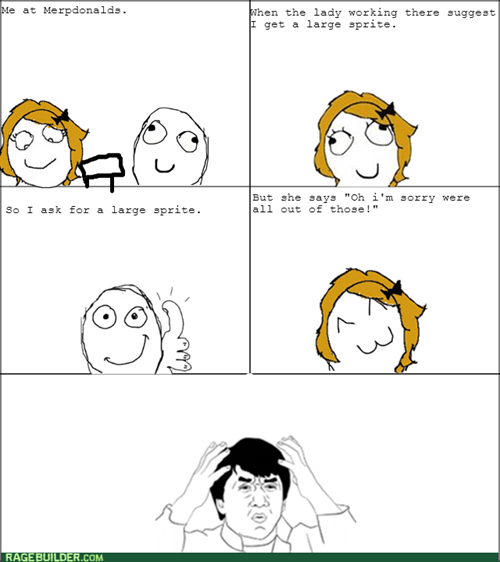 Me at Merpdonalds.
When the lady working there suggest
I get a large sprite.
So I ask for a large sprite.
But she says "Oh i'm sorry were
all out of those!"
RAGEBUILDER.COM